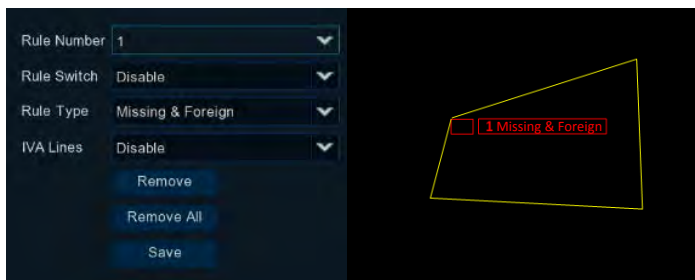 Rule Number 1
Rule Switch Disable
Rule Type Missing & Foreign
IVA Lines Disable
Remove
Remove All
Save
1 Missing & Foreign